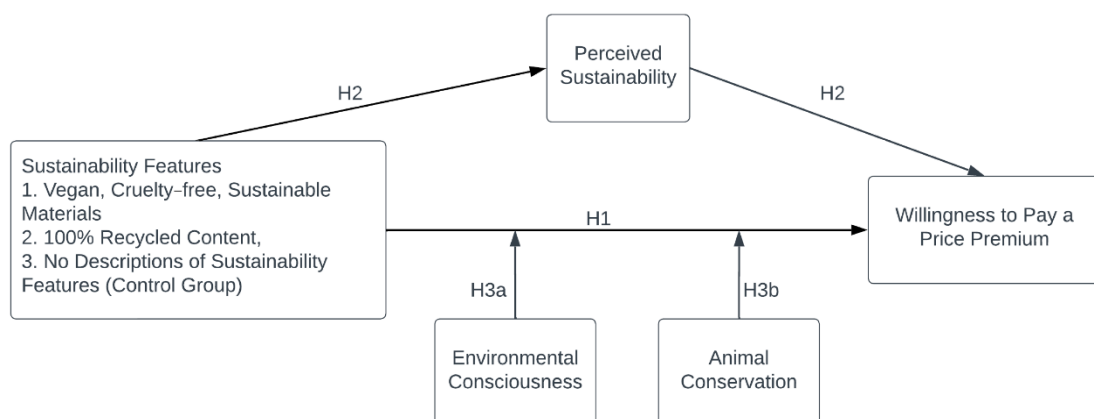 Perceived
Sustainability
H2
H2
Sustainability Features
1. Vegan, Cruelty-free, Sustainable
Materials
2. 100% Recycled Content,
3. No Descriptions of Sustainability
Features (Control Group)
H1
Willingness to Pay a
Price Premium
H3a
H3b
Environmental
Consciousness
Animal
Conservation